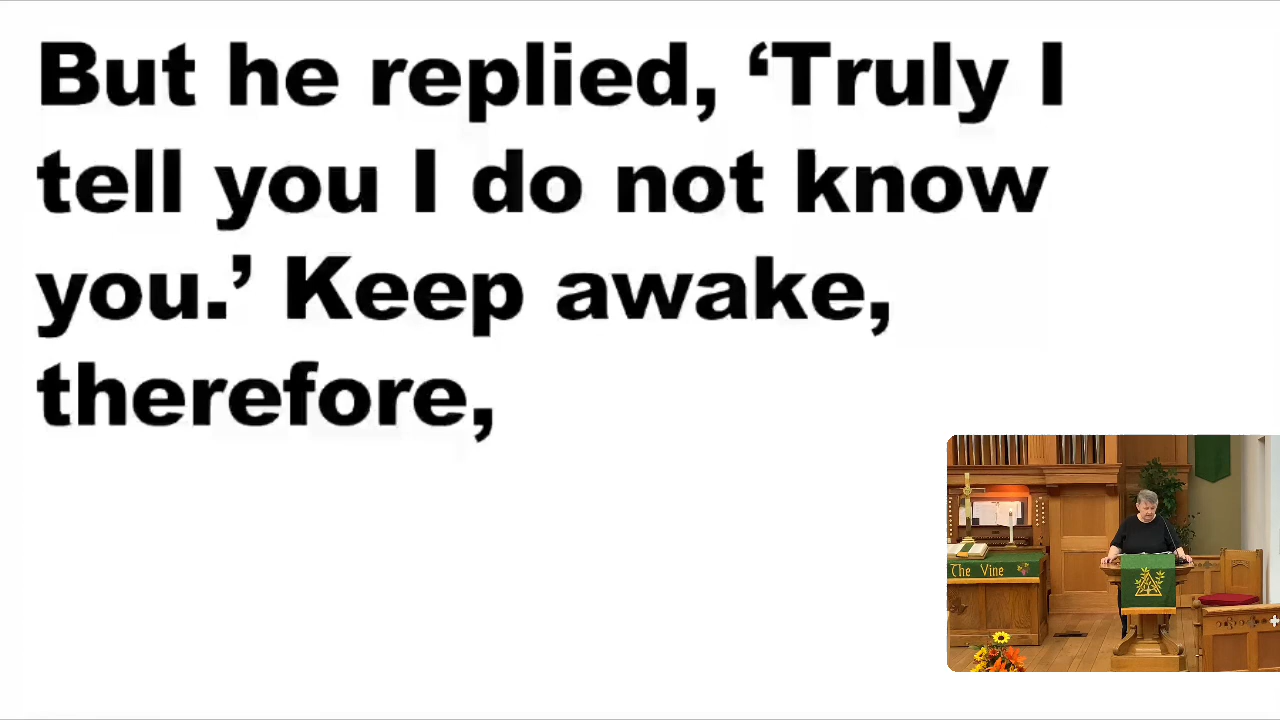 But he replied, ‘Truly I
tell you I do not know
you.’ Keep awake,
therefore,
The Vine